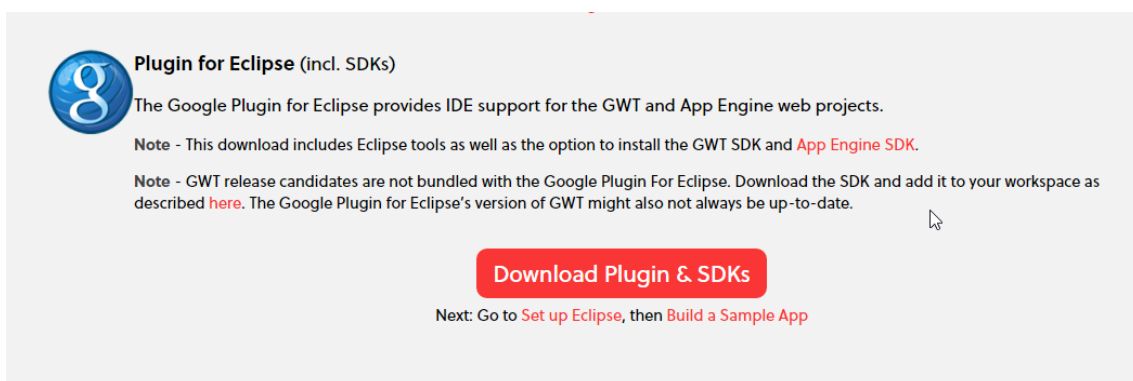 Plugin for Eclipse (incl. SDKs)
The Google Plugin for Eclipse provides IDE support for the GWT and App Engine web projects.
Note - This download includes Eclipse tools as well as the option to install the GWT SDK and App Engine SDK.
Note - GWT release candidates are not bundled with the Google Plugin For Eclipse. Download the SDK and add it to your workspace as
described here. The Google Plugin for Eclipse's version of GWT might also not always be up-to-date.
Download Plugin & SDKs
Next: Go to Set up Eclipse, then Build a Sample App